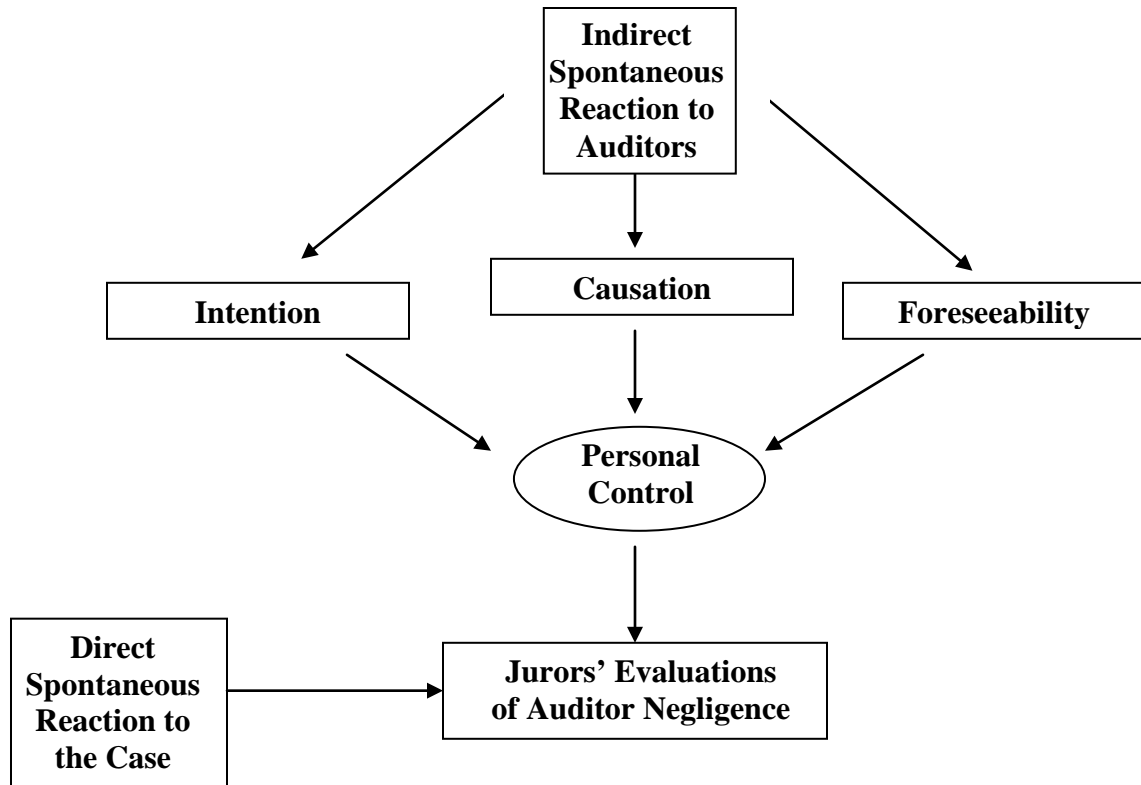 Indirect
Spontaneous
Reaction to
Auditors
Causation
Intention
Foreseeability
Personal
Control
Direct
Spontaneous
Reaction to
the Case
Jurors’ Evaluations
of Auditor Negligence